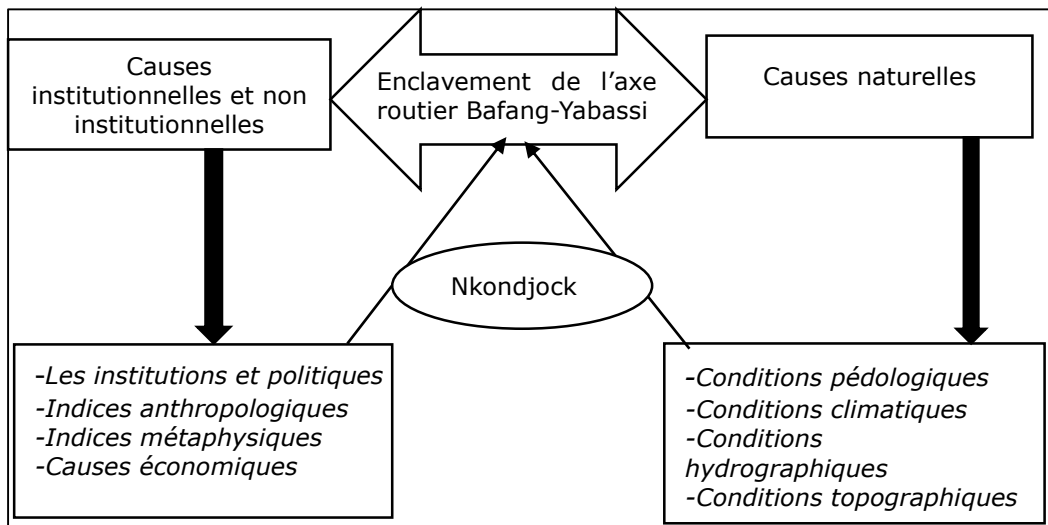 Causes
institutionnelles et non
institutionnelles
Enclavement de l'axe
routier Bafang-Yabassi
Causes naturelles
Nkondjock
-Les institutions et politiques
-Indices anthropologiques
-Indices métaphysiques
-Causes économiques
-Conditions pédologiques
-Conditions climatiques
-Conditions
hydrographiques
-Conditions topographiques